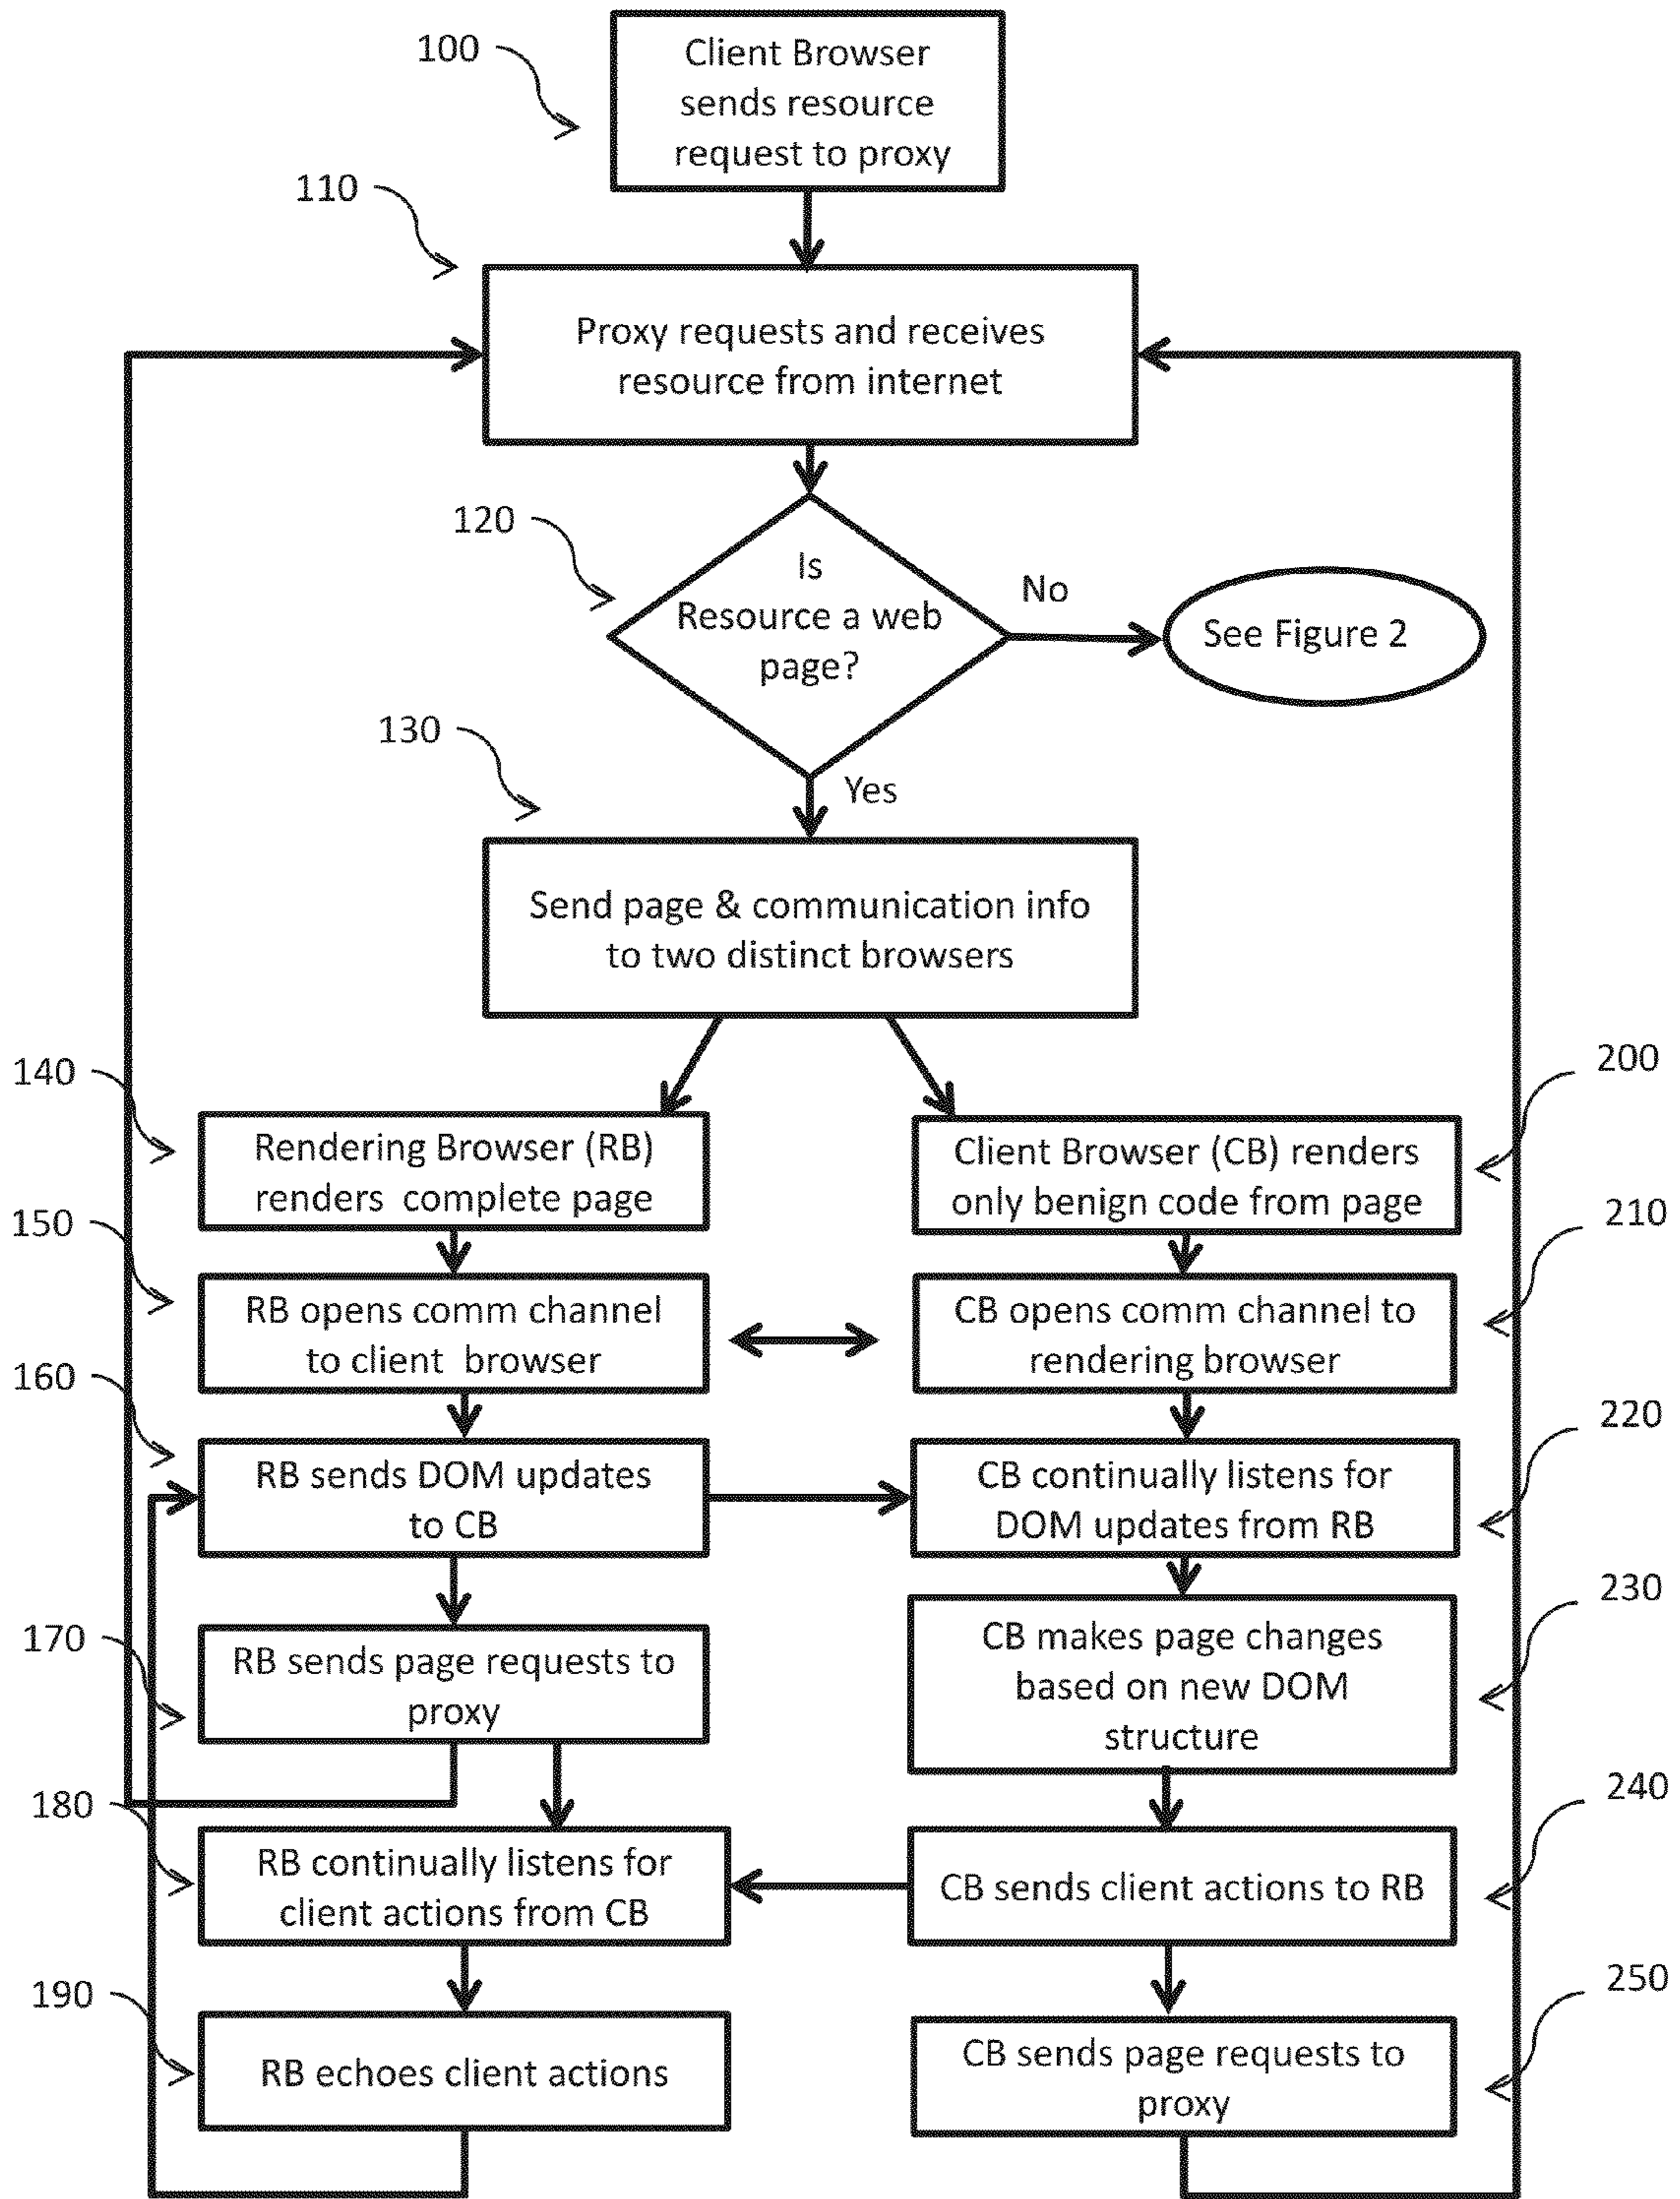 100
Client Browser
sends resource
request to proxy
110
Proxy requests and receives
resource from internet
120
Is
Resource a web
page?
No
See Figure 2
130
Yes
Send page & communication info
to two distinct browsers
140
Rendering Browser (RB)
renders complete page
200
Client Browser (CB) renders
only benign code from page
150
RB opens comm channel
to client browser
210
CB opens comm channel to
rendering browser
160
RB sends DOM updates
to CB
220
CB continually listens for
DOM updates from RB
170
RB sends page requests to
proxy
230
CB makes page changes
based on new DOM
structure
180
RB continually listens for
client actions from CB
240
CB sends client actions to RB
190
RB echoes client actions
250
CB sends page requests to
proxy